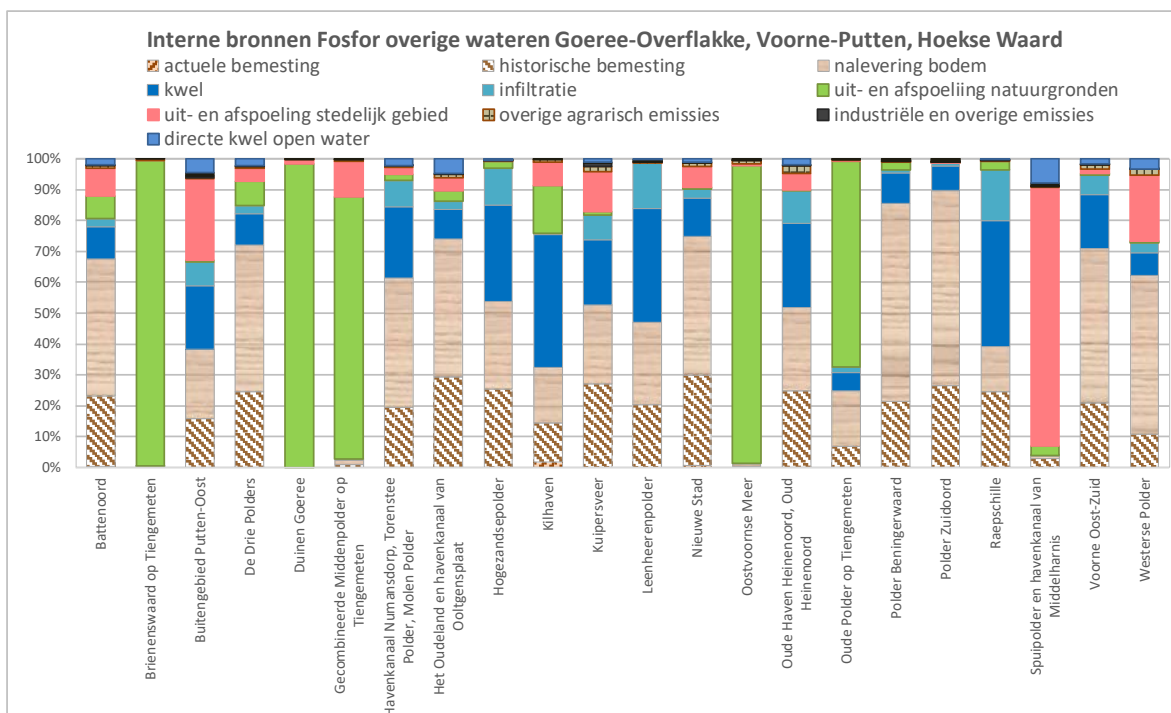 Interne bronnen Fosfor overige wateren Goeree-Overflakke, Voorne-Putten, Hoekse Waard
actuele bemesting
historische bemesting
nalevering bodem
kwel
infiltratie
uit- en afspoeliing natuurgronden
uit- en afspoeling stedelijk gebied
overige agrarisch emissies
industriële en overige emissies
directe kwel open water
100%
90%
80%
70%
60%
50%
40%
30%
20%
10%
0%
Battenoord
Brienenswaard op Tiengemeten
Buitengebied Putten-Oost
De Drie Polders
Duinen Goeree
Gecombineerde Middenpolder op
Tiengemeten
Havenkanaal Numansdorp, Torenstee
Polder, Molen Polder
Het Oudeland en havenkanaal van
Ooltgensplaat
Hogezandsepolder
Kilhaven
Kuipersveer
Leenheerenpolder
Nieuwe Stad
Oostvoornse Meer
Oude Haven Heinenoord, Oud
Heinenoord
Oude Polder op Tiengemeten
Polder Beningerwaard
Polder Zuidoord
Raepschille
Spuipolder en havenkanaal van
Middelharnis
Voorne Oost-Zuid
Westerse Polder